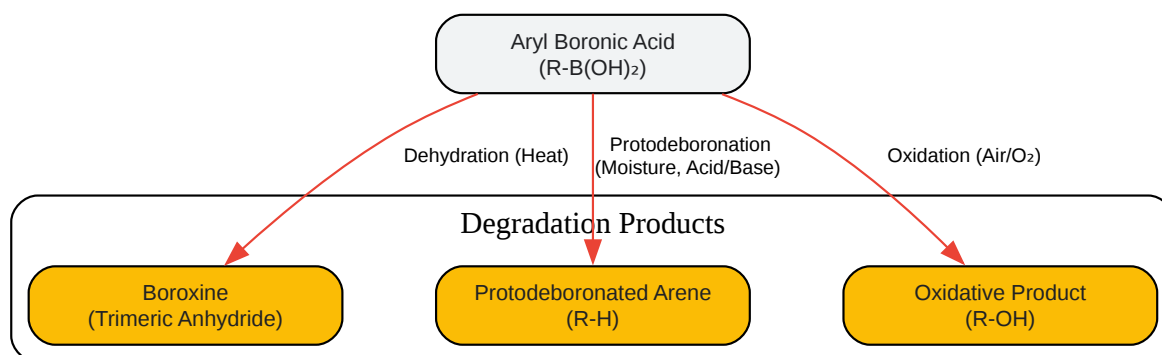 Aryl Boronic Acid
(R-B(OH)₂)
Dehydration (Heat)
Protodeboronation
(Moisture, Acid/Base)
Oxidation (Air/O₂)
Degradation Products
Boroxine
(Trimeric Anhydride)
Protodeboronated Arene
(R-H)
Oxidative Product
(R-OH)